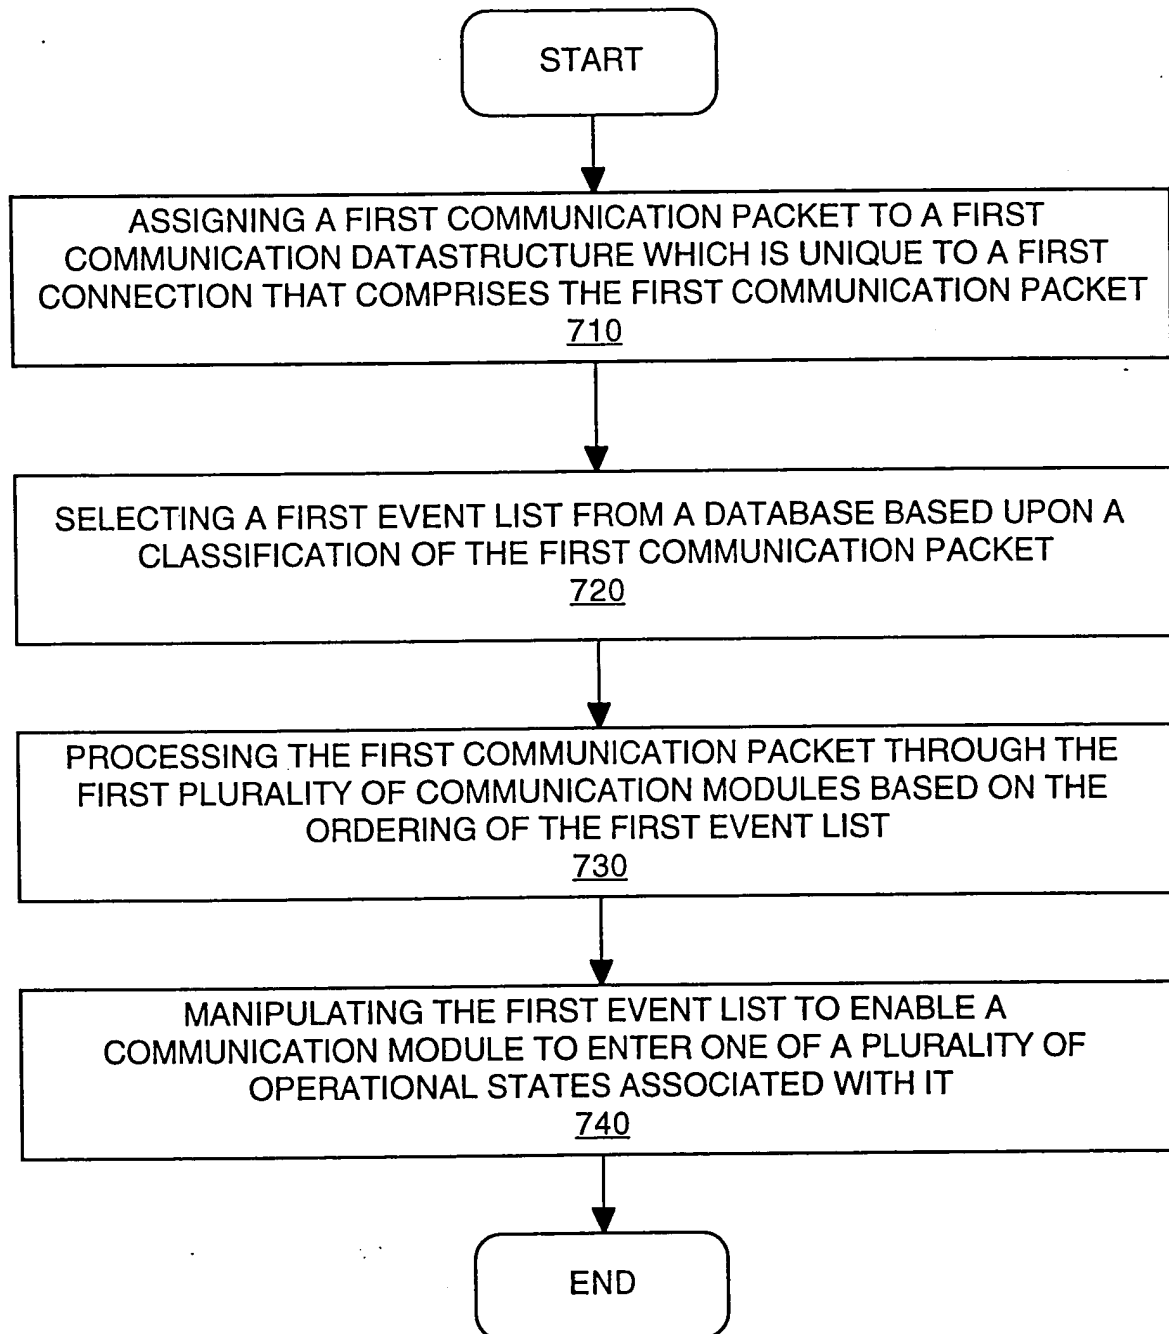 START
ASSIGNING A FIRST COMMUNICATION PACKET TO A FIRST
COMMUNICATION DATASTRUCTURE WHICH IS UNIQUE TO A FIRST
CONNECTION THAT COMPRISES THE FIRST COMMUNICATION PACKET
710
SELECTING A FIRST EVENT LIST FROM A DATABASE BASED UPON A
CLASSIFICATION OF THE FIRST COMMUNICATION PACKET
720
PROCESSING THE FIRST COMMUNICATION PACKET THROUGH THE
FIRST PLURALITY OF COMMUNICATION MODULES BASED ON THE
ORDERING OF THE FIRST EVENT LIST
730
MANIPULATING THE FIRST EVENT LIST TO ENABLE A
COMMUNICATION MODULE TO ENTER ONE OF A PLURALITY OF
OPERATIONAL STATES ASSOCIATED WITH IT
740
END